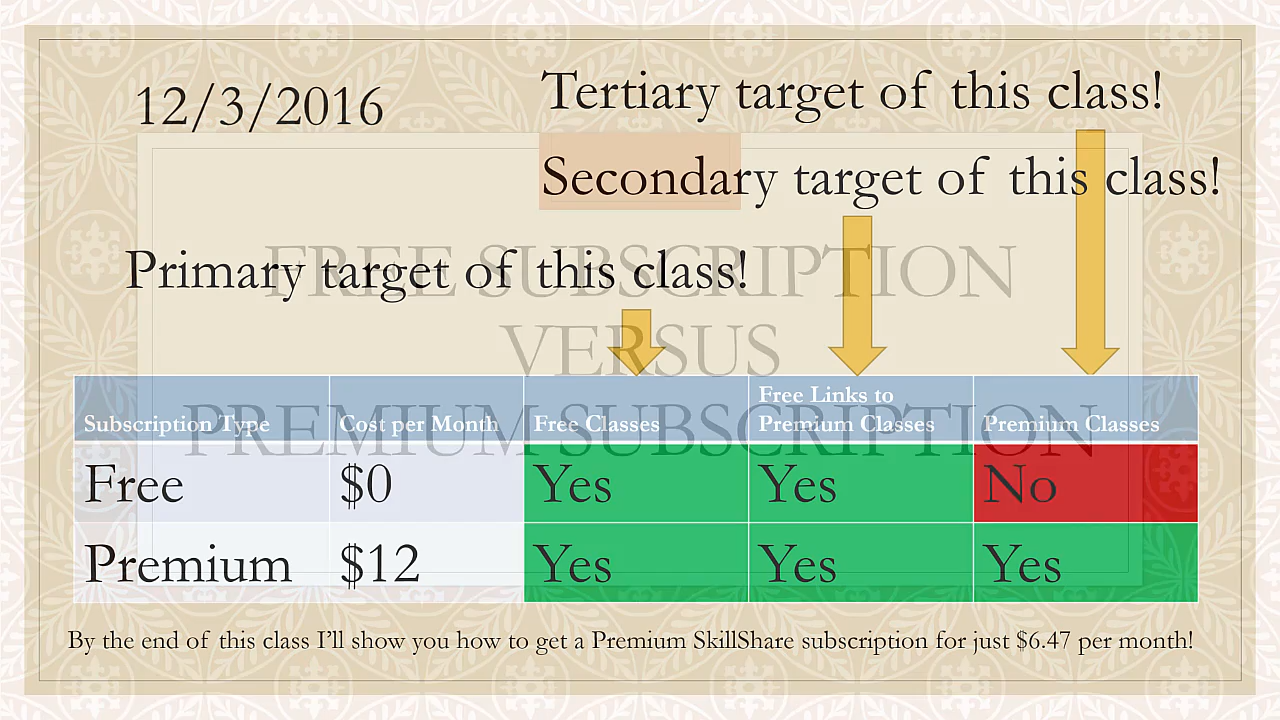 12/3/2016
Tertiary target of this class!
Secondary target of this class!
Primary target of this class!
FREE SUBSCRIPTION
VERSUS
PREMIUM SUBSCRIPTION
Subscription Type Cost per Month Free Classes Free Links to Premium Classes Premium Classes
Free $0 Yes Yes No
Premium $12 Yes Yes Yes
By the end of this class I’ll show you how to get a Premium SkillShare subscription for just $6.47 per month!